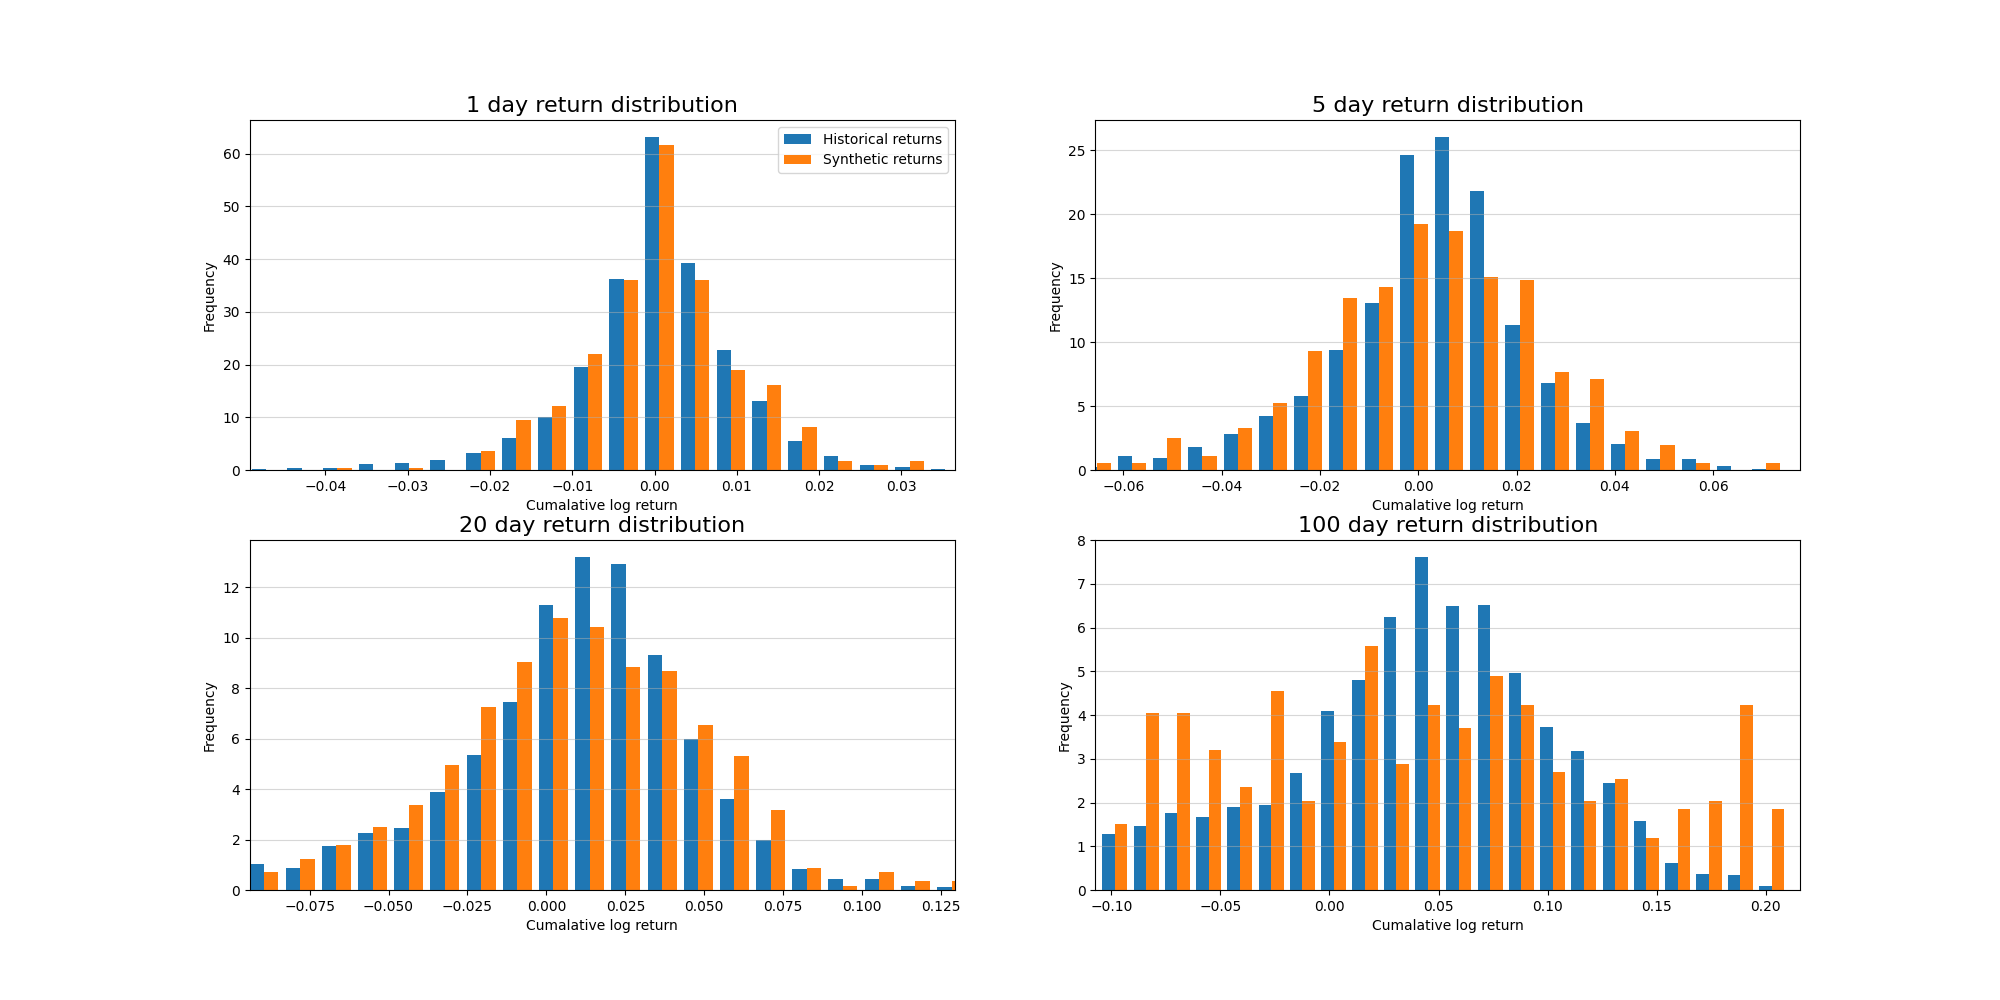 1 day return distribution
Historical returns
Synthetic returns
Frequency
60
50
40
30
20
10
0
−0.04 −0.03 −0.02 −0.01 0.00 0.01 0.02 0.03
Cumalative log return
5 day return distribution
Frequency
25
20
15
10
5
0
−0.06 −0.04 −0.02 0.00 0.02 0.04 0.06
Cumalative log return
20 day return distribution
Frequency
12
10
8
6
4
2
0
−0.075 −0.050 −0.025 0.000 0.025 0.050 0.075 0.100 0.125
Cumalative log return
100 day return distribution
Frequency
8
7
6
5
4
3
2
1
0
−0.10 −0.05 0.00 0.05 0.10 0.15 0.20
Cumalative log return